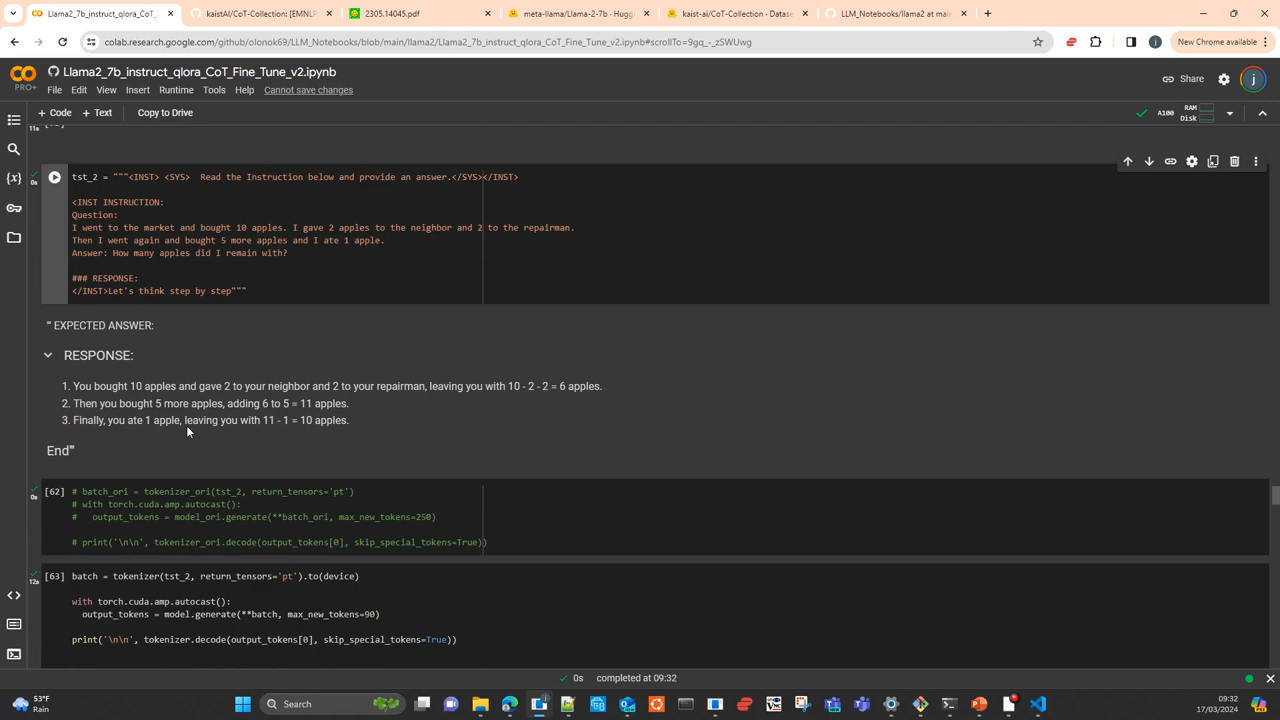 Llama2_7b_instruct_qlora_Co
kaistAI/CoT-Collection: [EMNLP
2305.14045.pdf
meta-llama/Llama-2-7b · Hugg
kaist-ai/CoT-Collection · Datase
LLM_Notebooks/llama2 at main
colab.research.google.com/github/olonok69/LLM_Notebooks/blob/main/llama2/Llama2_7b_instruct_qlora_CoT_Fine_Tune_v2.ipynb#scrollTo=9gq_-_zSWUwg
New Chrome available
Llama2_7b_instruct_qlora_CoT_Fine_Tune_v2.ipynb
PRO+
File Edit View Insert Runtime Tools Help Cannot save changes
Share
j
+ Code + Text Copy to Drive
A100 RAM Disk
11s
0s
tst_2 = """<INST> <SYS>  Read the Instruction below and provide an answer.</SYS></INST>
<INST INSTRUCTION:
Question:
I went to the market and bought 10 apples. I gave 2 apples to the neighbor and 2 to the repairman.
Then I went again and bought 5 more apples and I ate 1 apple.
Answer: How many apples did I remain with?
### RESPONSE:
</INST>Let's think step by step"""
" EXPECTED ANSWER:
RESPONSE:
1. You bought 10 apples and gave 2 to your neighbor and 2 to your repairman, leaving you with 10 - 2 - 2 = 6 apples.
2. Then you bought 5 more apples, adding 6 to 5 = 11 apples.
3. Finally, you ate 1 apple, leaving you with 11 - 1 = 10 apples.
End"'
[62] # batch_ori = tokenizer_ori(tst_2, return_tensors='pt')
0s
# with torch.cuda.amp.autocast():
#   output_tokens = model_ori.generate(**batch_ori, max_new_tokens=250)
# print('\n\n', tokenizer_ori.decode(output_tokens[0], skip_special_tokens=True))
[63] batch = tokenizer(tst_2, return_tensors='pt').to(device)
12s
with torch.cuda.amp.autocast():
output_tokens = model.generate(**batch, max_new_tokens=90)
print('\n\n', tokenizer.decode(output_tokens[0], skip_special_tokens=True))
0s completed at 09:32
53°F
Rain
Search
09:32
17/03/2024